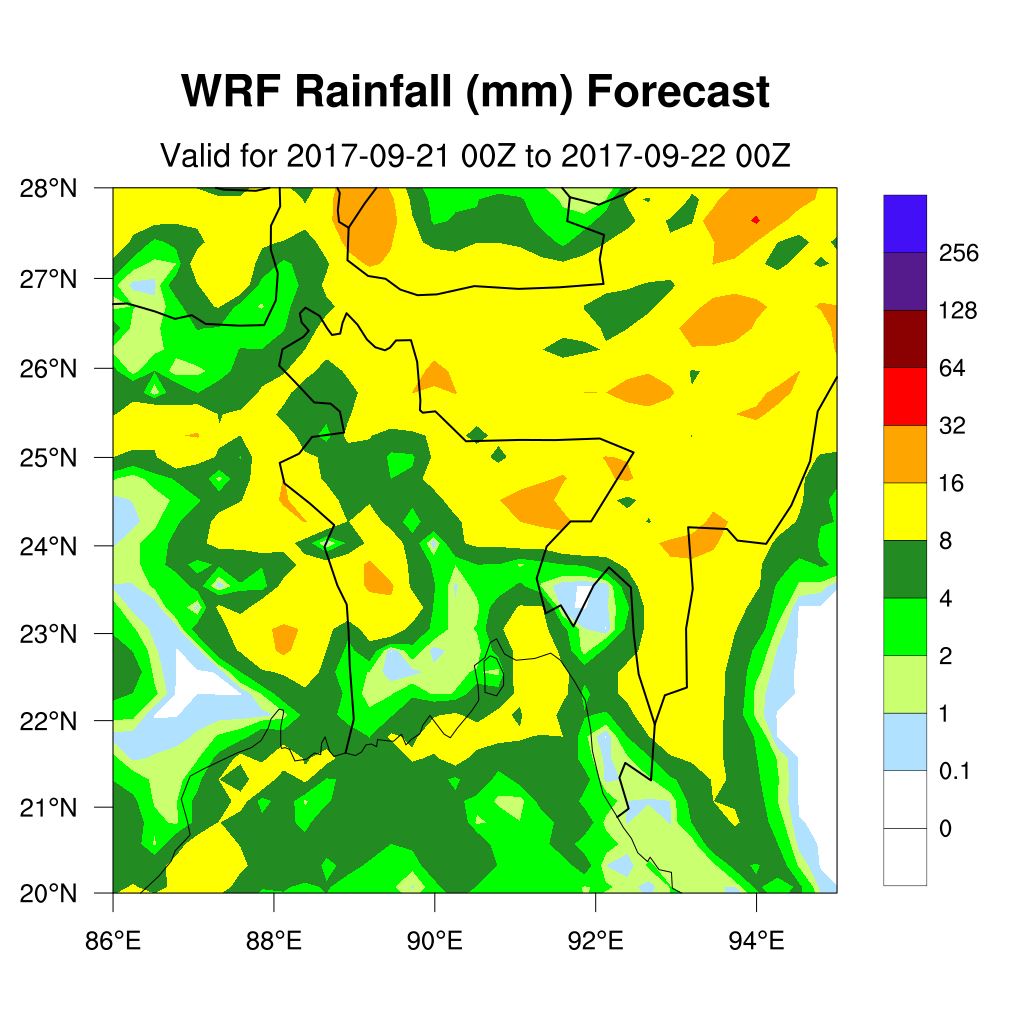 WRF Rainfall (mm) Forecast
Valid for 2017-09-21 00Z to 2017-09-22 00Z
28°N
27°N
26°N
25°N
24°N
23°N
22°N
21°N
20°N
86°E 88°E 90°E 92°E 94°E
256
128
64
32
16
8
4
2
1
0.1
0